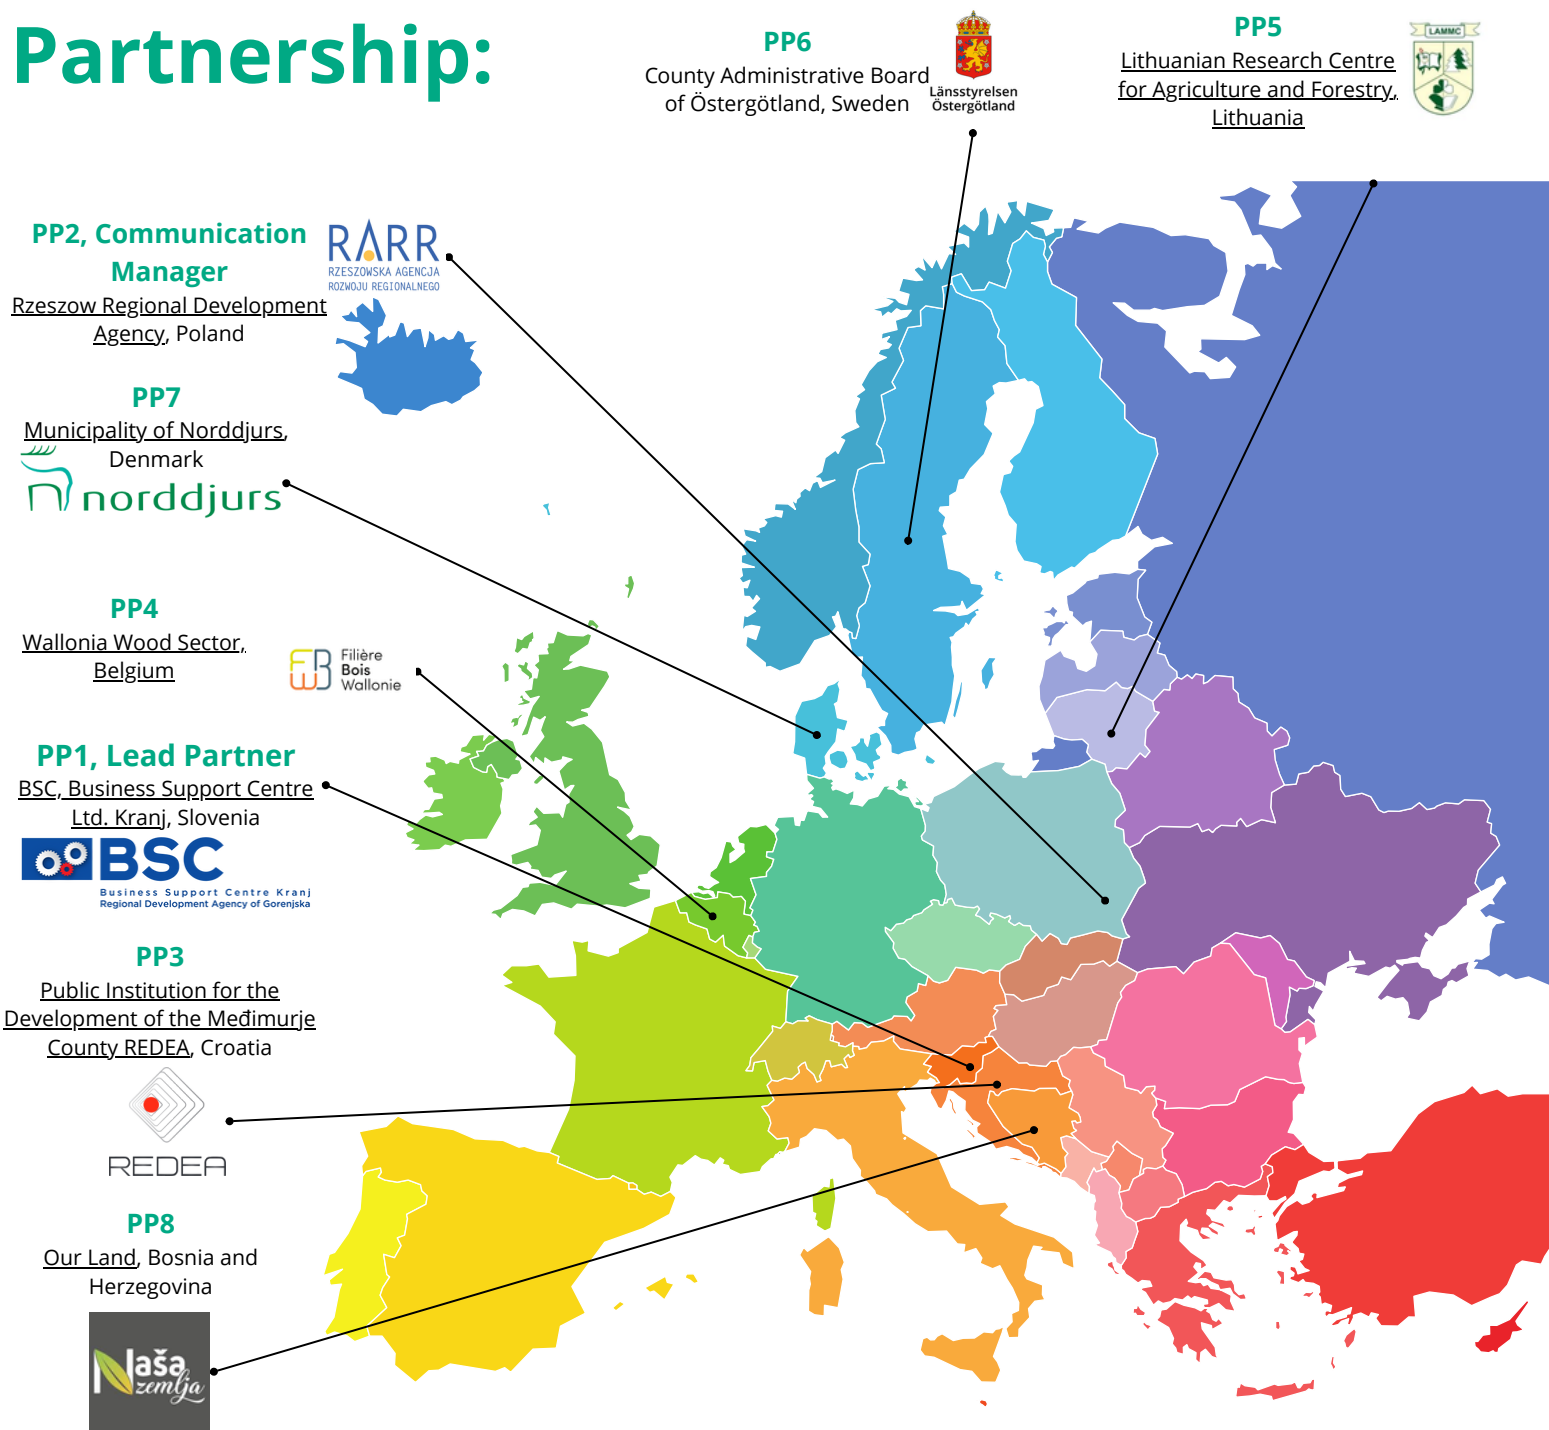 Partnership:
PP6
County Administrative Board
of Östergötland, Sweden
Länsstyrelsen
Östergötland
PP5
Lithuanian Research Centre
for Agriculture and Forestry,
Lithuania
LAMMC
PP2, Communication
Manager
Rzeszow Regional Development
Agency, Poland
RARR
RZESZOWSKA AGENCJA
ROZWOJU REGIONALNEGO
PP7
Municipality of Norddjurs,
Denmark
norddjurs
PP4
Wallonia Wood Sector,
Belgium
Filière
Bois
Wallonie
PP1, Lead Partner
BSC, Business Support Centre
Ltd. Kranj, Slovenia
BSC
Business Support Centre Kranj
Regional Development Agency of Gorenjska
PP3
Public Institution for the
Development of the Međimurje
County REDEA, Croatia
REDEA
PP8
Our Land, Bosnia and
Herzegovina
Naša
zemlja